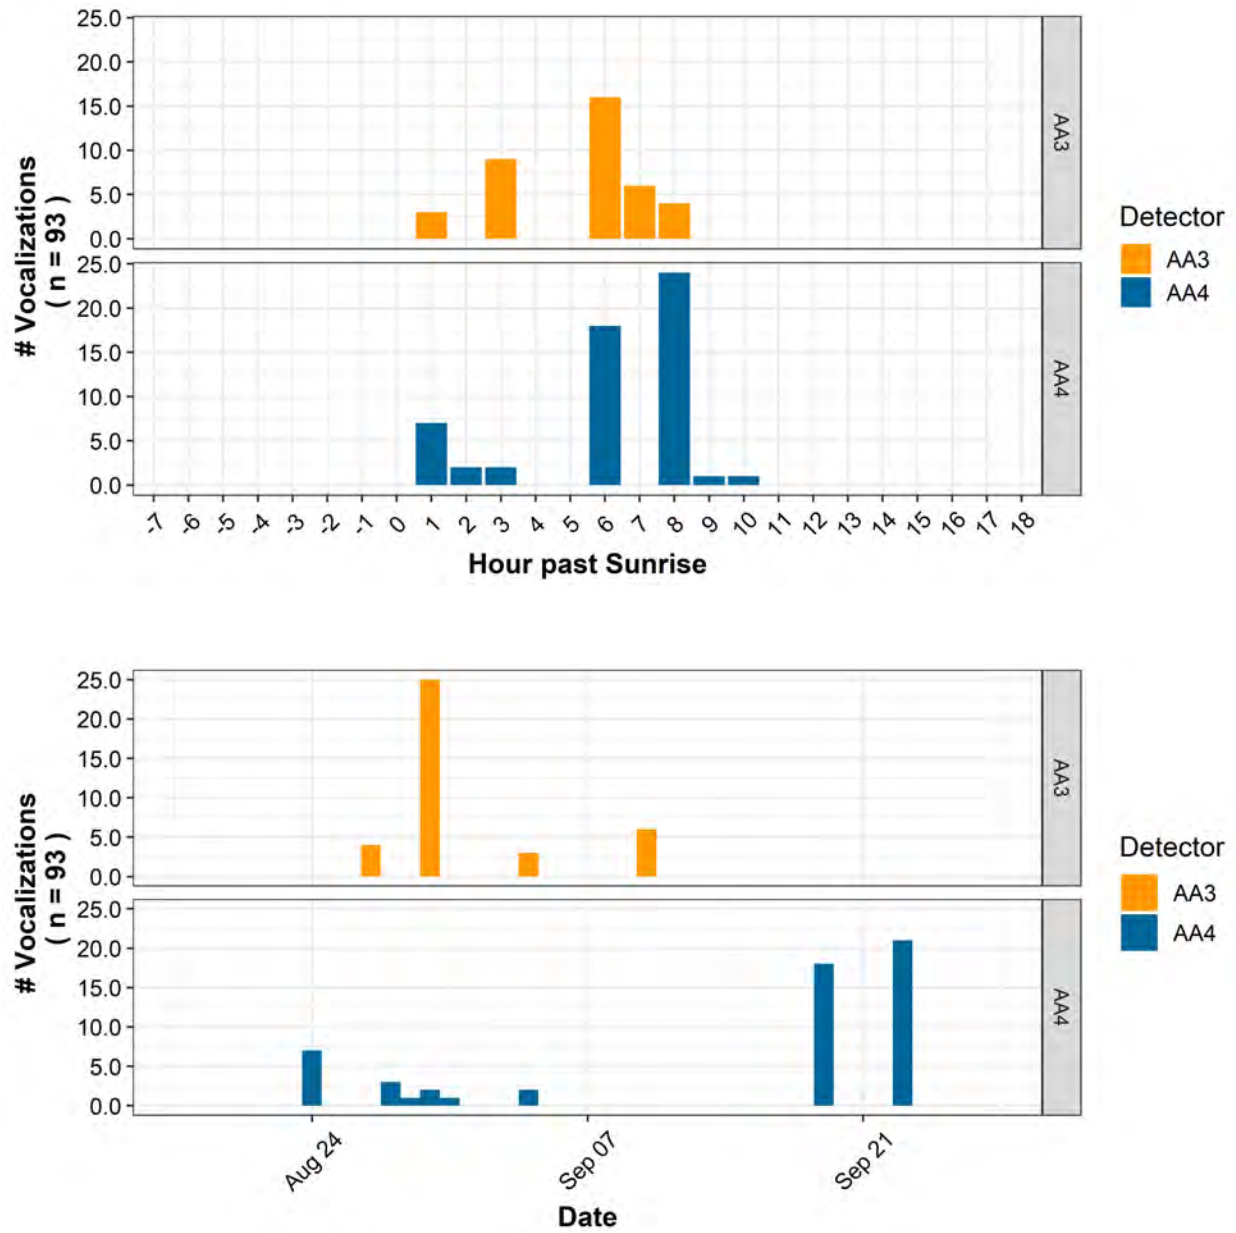 25.0
20.0
15.0
10.0
5.0
0.0
AA3
# Vocalizations
( n = 93 )
25.0
20.0
15.0
10.0
5.0
0.0
AA4
-7 -6 -5 -4 -3 -2 -1 0 1 2 3 4 5 6 7 8 9 10 11 12 13 14 15 16 17 18
Hour past Sunrise
Detector
AA3
AA4
25.0
20.0
15.0
10.0
5.0
0.0
AA3
# Vocalizations
( n = 93 )
25.0
20.0
15.0
10.0
5.0
0.0
AA4
Aug 24 Sep 07 Sep 21
Date
Detector
AA3
AA4